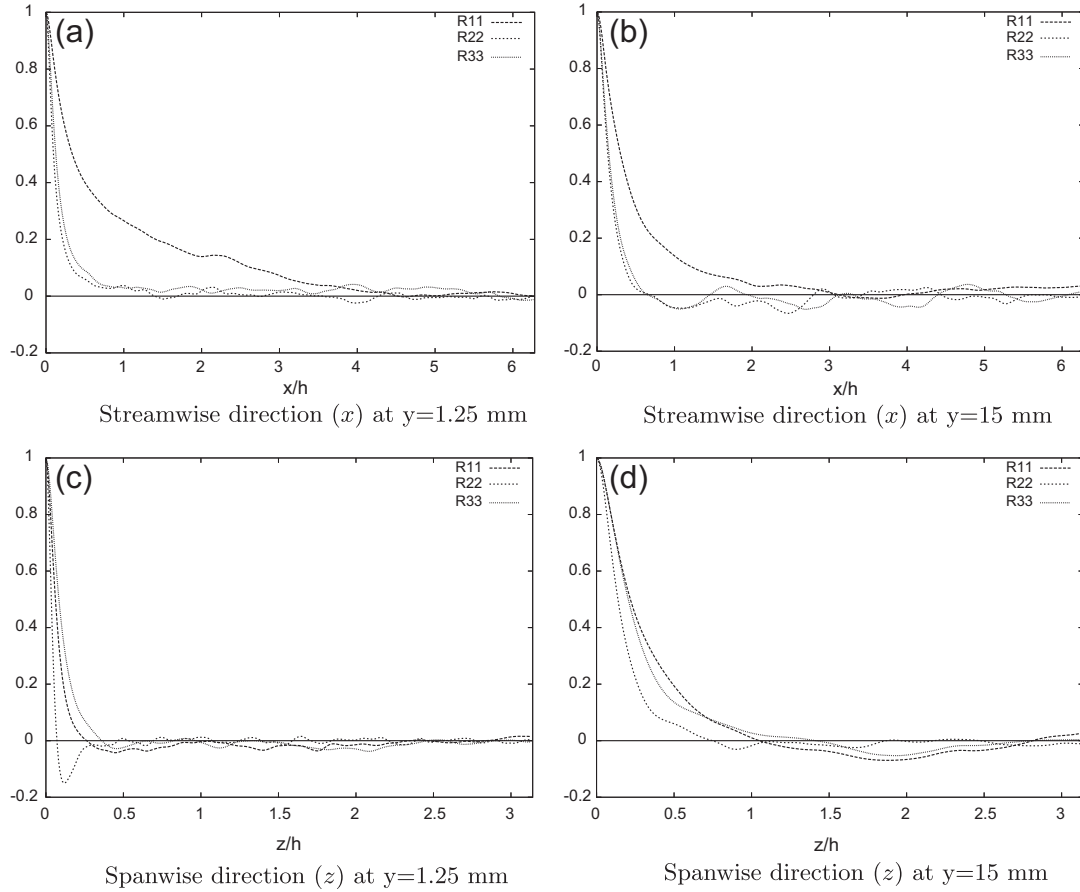 (a)
R11
R22
R33
1
0.8
0.6
0.4
0.2
0
-0.2
0 1 2 3 4 5 6
x/h
Streamwise direction (x) at y=1.25 mm
(b)
R11
R22
R33
1
0.8
0.6
0.4
0.2
0
-0.2
0 1 2 3 4 5 6
x/h
Streamwise direction (x) at y=15 mm
(c)
R11
R22
R33
1
0.8
0.6
0.4
0.2
0
-0.2
0 0.5 1 1.5 2 2.5 3
z/h
Spanwise direction (z) at y=1.25 mm
(d)
R11
R22
R33
1
0.8
0.6
0.4
0.2
0
-0.2
0 0.5 1 1.5 2 2.5 3
z/h
Spanwise direction (z) at y=15 mm